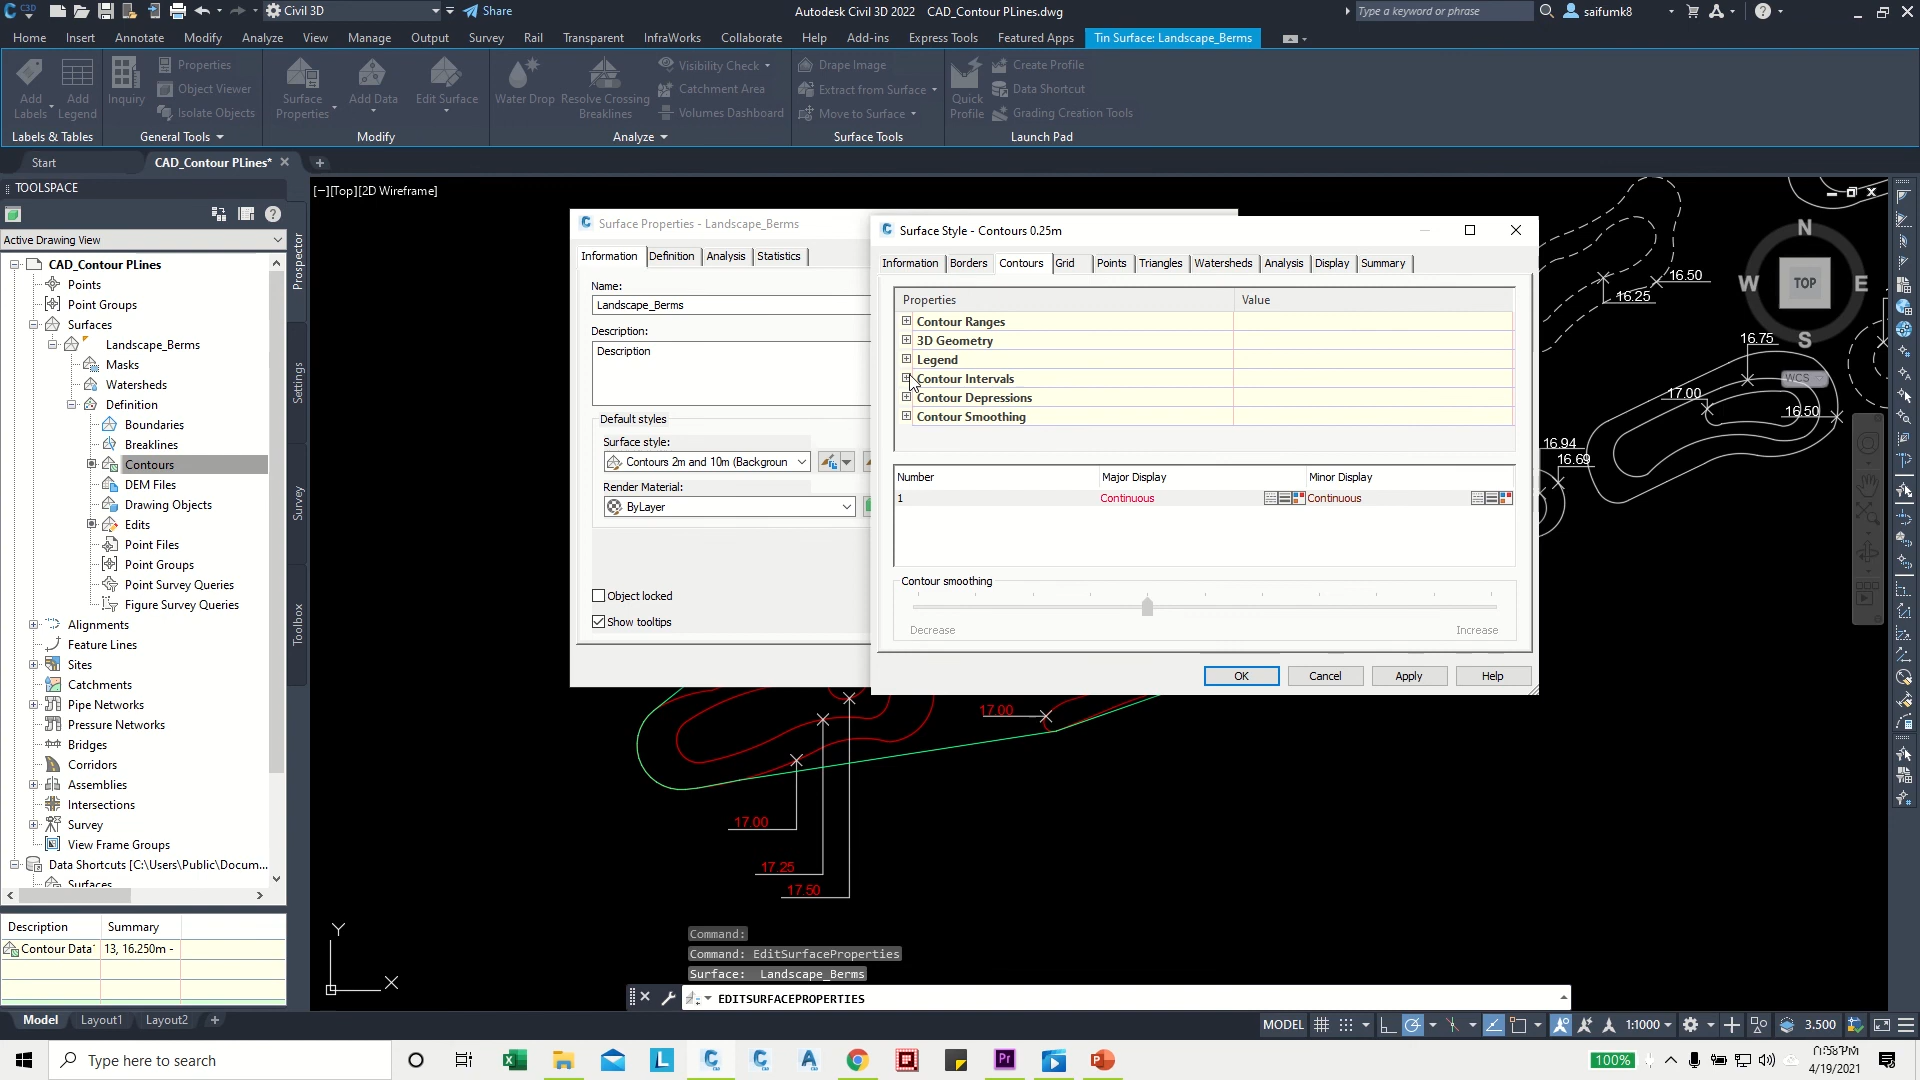 C3D
Civil 3D
Share
Autodesk Civil 3D 2022 CAD_Contour PLines.dwg
Type a keyword or phrase
saifumk8
Home Insert Annotate Modify Analyze View Manage Output Survey Rail Transparent InfraWorks Collaborate Help Add-ins Express Tools Featured Apps Tin Surface: Landscape_Berms
Add Labels
Add Legend
Inquiry
Properties
Object Viewer
Isolate Objects
Surface Properties
Add Data
Edit Surface
Water Drop
Resolve Crossing Breaklines
Visibility Check
Catchment Area
Volumes Dashboard
Drape Image
Extract from Surface
Move to Surface
Quick Profile
Create Profile
Data Shortcut
Grading Creation Tools
Labels & Tables
General Tools
Modify
Analyze
Surface Tools
Launch Pad
Start
CAD_Contour PLines*
TOOLSPACE
Active Drawing View
CAD_Contour PLines
Points
Point Groups
Surfaces
Landscape_Berms
Masks
Watersheds
Definition
Boundaries
Breaklines
Contours
DEM Files
Drawing Objects
Edits
Point Files
Point Groups
Point Survey Queries
Figure Survey Queries
Alignments
Feature Lines
Sites
Catchments
Pipe Networks
Pressure Networks
Bridges
Corridors
Assemblies
Intersections
Survey
View Frame Groups
Data Shortcuts [C:\Users\Public\Docum...
Surfaces
Prospector
Settings
Survey
Toolbox
Description Summary
Contour Data 13, 16.250m -
[−][Top][2D Wireframe]
Surface Properties - Landscape_Berms
Information Definition Analysis Statistics
Name:
Landscape_Berms
Description:
Description
Default styles
Surface style:
Contours 2m and 10m (Backgroun
Render Material:
ByLayer
Object locked
Show tooltips
Surface Style - Contours 0.25m
Information Borders Contours Grid Points Triangles Watersheds Analysis Display Summary
Properties Value
Contour Ranges
3D Geometry
Legend
Contour Intervals
Contour Depressions
Contour Smoothing
Number Major Display Minor Display
1 Continuous Continuous
Contour smoothing
Decrease Increase
OK Cancel Apply Help
N
W TOP E
S
WCS
16.50
16.25
16.75
17.00
16.50
16.94
16.69
17.00
17.00
17.25
17.50
Y
X
Command:
Command: EditSurfaceProperties
Surface: Landscape_Berms
EDITSURFACEPROPERTIES
Model Layout1 Layout2
MODEL 1:1000 3.500
Type here to search
100%
4/19/2021